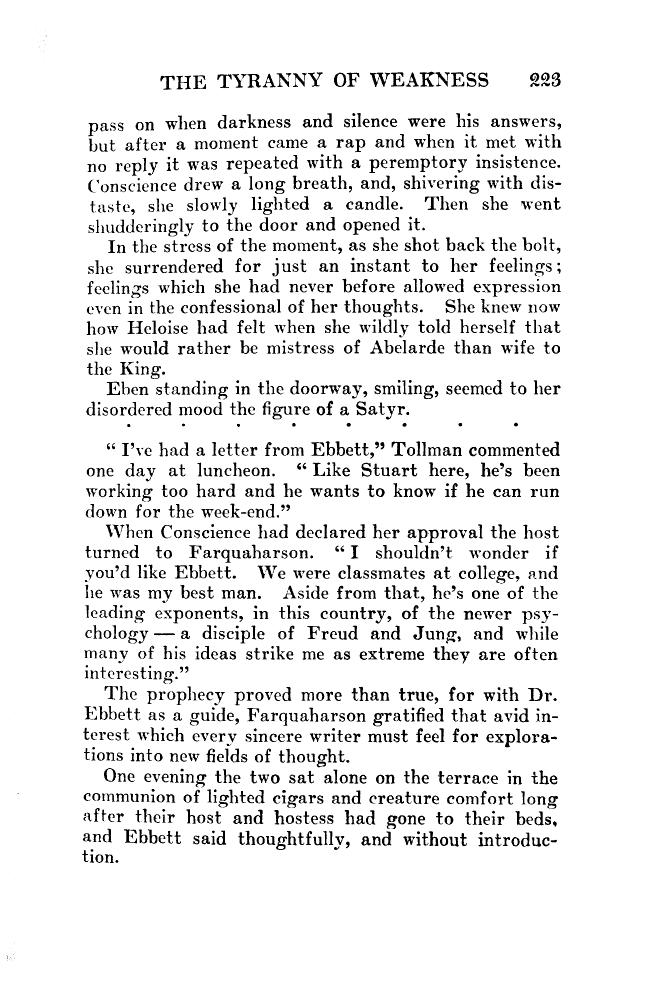 THE TYRANNY OF WEAKNESS 223
pass on when darkness and silence were his answers,
but after a moment came a rap and when it met with
no reply it was repeated with a peremptory insistence.
Conscience drew a long breath, and, shivering with dis-
taste, she slowly lighted a candle. Then she went
shudderingly to the door and opened it.
In the stress of the moment, as she shot back the bolt,
she surrendered for just an instant to her feelings;
feelings which she had never before allowed expression
even in the confessional of her thoughts. She knew now
how Heloise had felt when she wildly told herself that
she would rather be mistress of Abelarde than wife to
the King.
Eben standing in the doorway, smiling, seemed to her
disordered mood the figure of a Satyr.
. . . . . . . .
“ I’ve had a letter from Ebbett,” Tollman commented
one day at luncheon. “ Like Stuart here, he’s been
working too hard and he wants to know if he can run
down for the week-end.”
When Conscience had declared her approval the host
turned to Farquaharson. “ I shouldn’t wonder if
you’d like Ebbett. We were classmates at college, and
he was my best man. Aside from that, he’s one of the
leading exponents, in this country, of the newer psy-
chology — a disciple of Freud and Jung, and while
many of his ideas strike me as extreme they are often
interesting.”
The prophecy proved more than true, for with Dr.
Ebbett as a guide, Farquaharson gratified that avid in-
terest which every sincere writer must feel for explora-
tions into new fields of thought.
One evening the two sat alone on the terrace in the
communion of lighted cigars and creature comfort long
after their host and hostess had gone to their beds,
and Ebbett said thoughtfully, and without introduc-
tion.